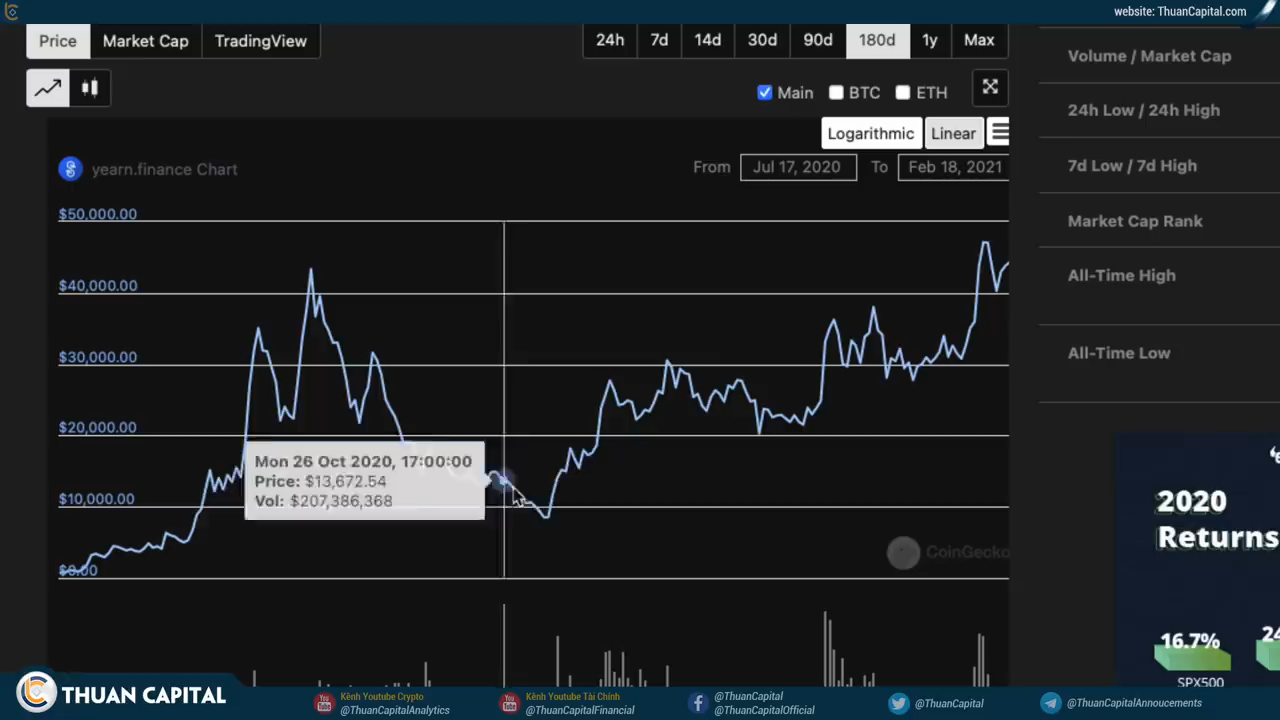 website: ThuanCapital.com
Price Market Cap TradingView
24h 7d 14d 30d 90d 180d 1y Max
Main BTC ETH
Logarithmic Linear
yearn.finance Chart
From Jul 17, 2020 To Feb 18, 2021
$50,000.00
$40,000.00
$30,000.00
$20,000.00
$10,000.00
$0.00
Mon 26 Oct 2020, 17:00:00
Price: $13,672.54
Vol: $207,386,368
CoinGecko
Volume / Market Cap
24h Low / 24h High
7d Low / 7d High
Market Cap Rank
All-Time High
All-Time Low
2020
Returns
16.7%
SPX500
THUAN CAPITAL
Kênh Youtube Crypto
@ThuanCapitalAnalytics
Kênh Youtube Tài Chính
@ThuanCapitalFinancial
@ThuanCapital
@ThuanCapitalOfficial
@ThuanCapital
@ThuanCapitalAnnoucements